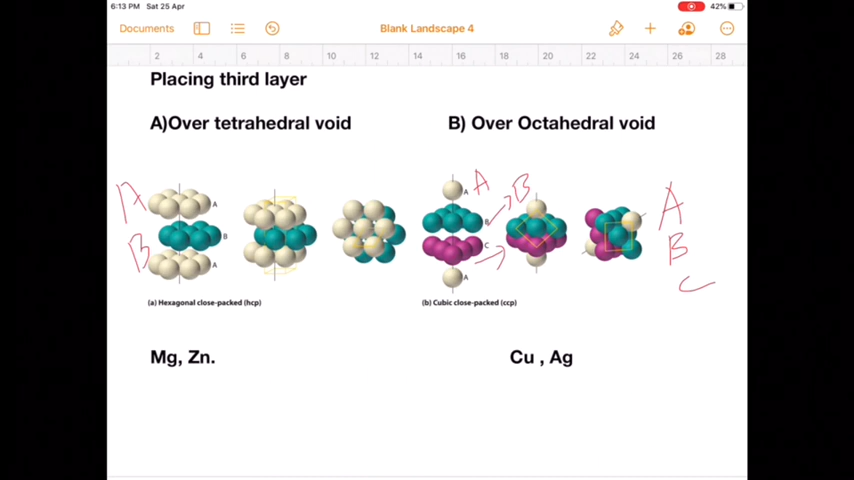 6:13 PM Sat 25 Apr 42%
Documents Blank Landscape 4
2 4 6 8 10 12 14 16 18 20 22 24 26 28
Placing third layer
A)Over tetrahedral void B) Over Octahedral void
A A A A B A
B B B B
A C C
A
(a) Hexagonal close-packed (hcp) (b) Cubic close-packed (ccp)
Mg, Zn. Cu , Ag